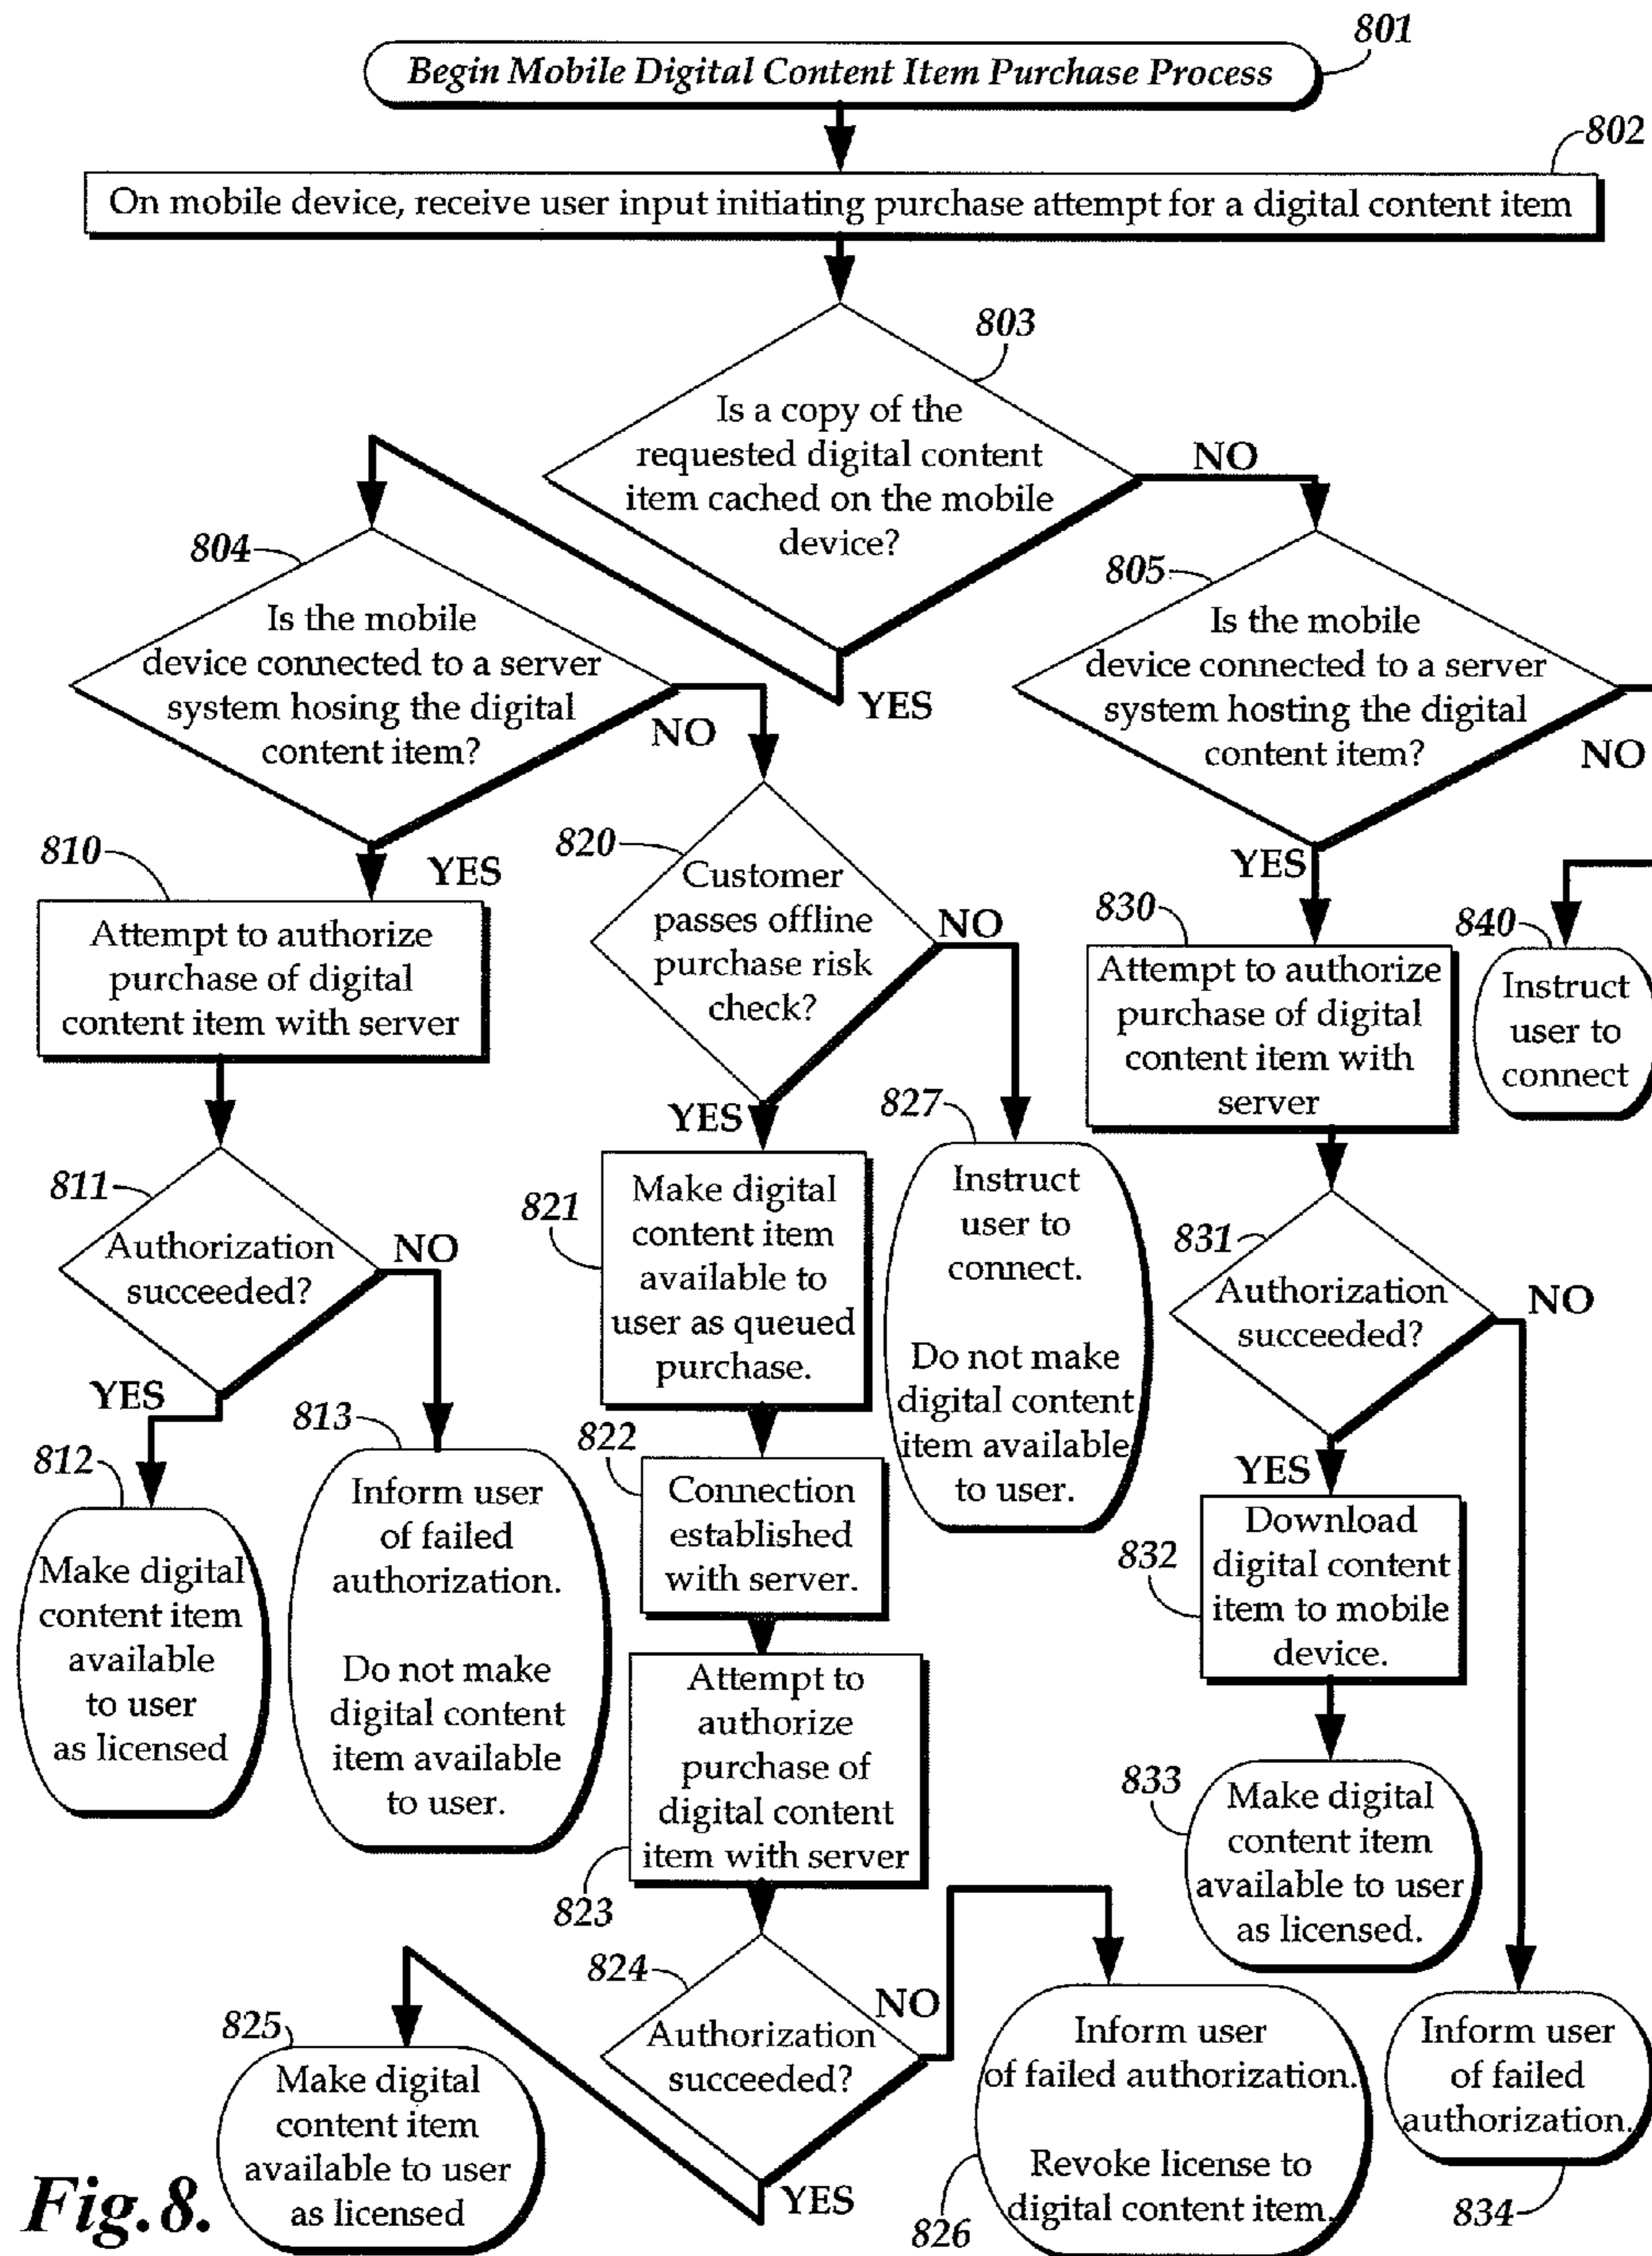 801
Begin Mobile Digital Content Item Purchase Process
802
On mobile device, receive user input initiating purchase attempt for a digital content item
803
Is a copy of the
requested digital content
item cached on the mobile
device?
NO
YES
804
Is the mobile
device connected to a server
system hosing the digital
content item?
NO
YES
805
Is the mobile
device connected to a server
system hosting the digital
content item?
NO
YES
810
Attempt to authorize
purchase of digital
content item with server
811
Authorization
succeeded?
NO
YES
812
Make digital
content item
available
to user
as licensed
813
Inform user
of failed
authorization.
Do not make
digital content
item available
to user.
820
Customer
passes offline
purchase risk
check?
NO
YES
821
Make digital
content item
available to
user as queued
purchase.
822
Connection
established
with server.
Attempt to
authorize
purchase of
digital content
item with server
823
824
Authorization
succeeded?
NO
YES
825
Make digital
content item
available to user
as licensed
Inform user
of failed authorization.
Revoke license to
digital content item.
826
827
Instruct
user to
connect.
Do not make
digital content
item available
to user.
830
Attempt to authorize
purchase of digital
content item with
server
831
Authorization
succeeded?
NO
YES
832
Download
digital content
item to mobile
device.
833
Make digital
content item
available to user
as licensed.
Inform user
of failed
authorization.
834
840
Instruct
user to
connect
Fig.8.